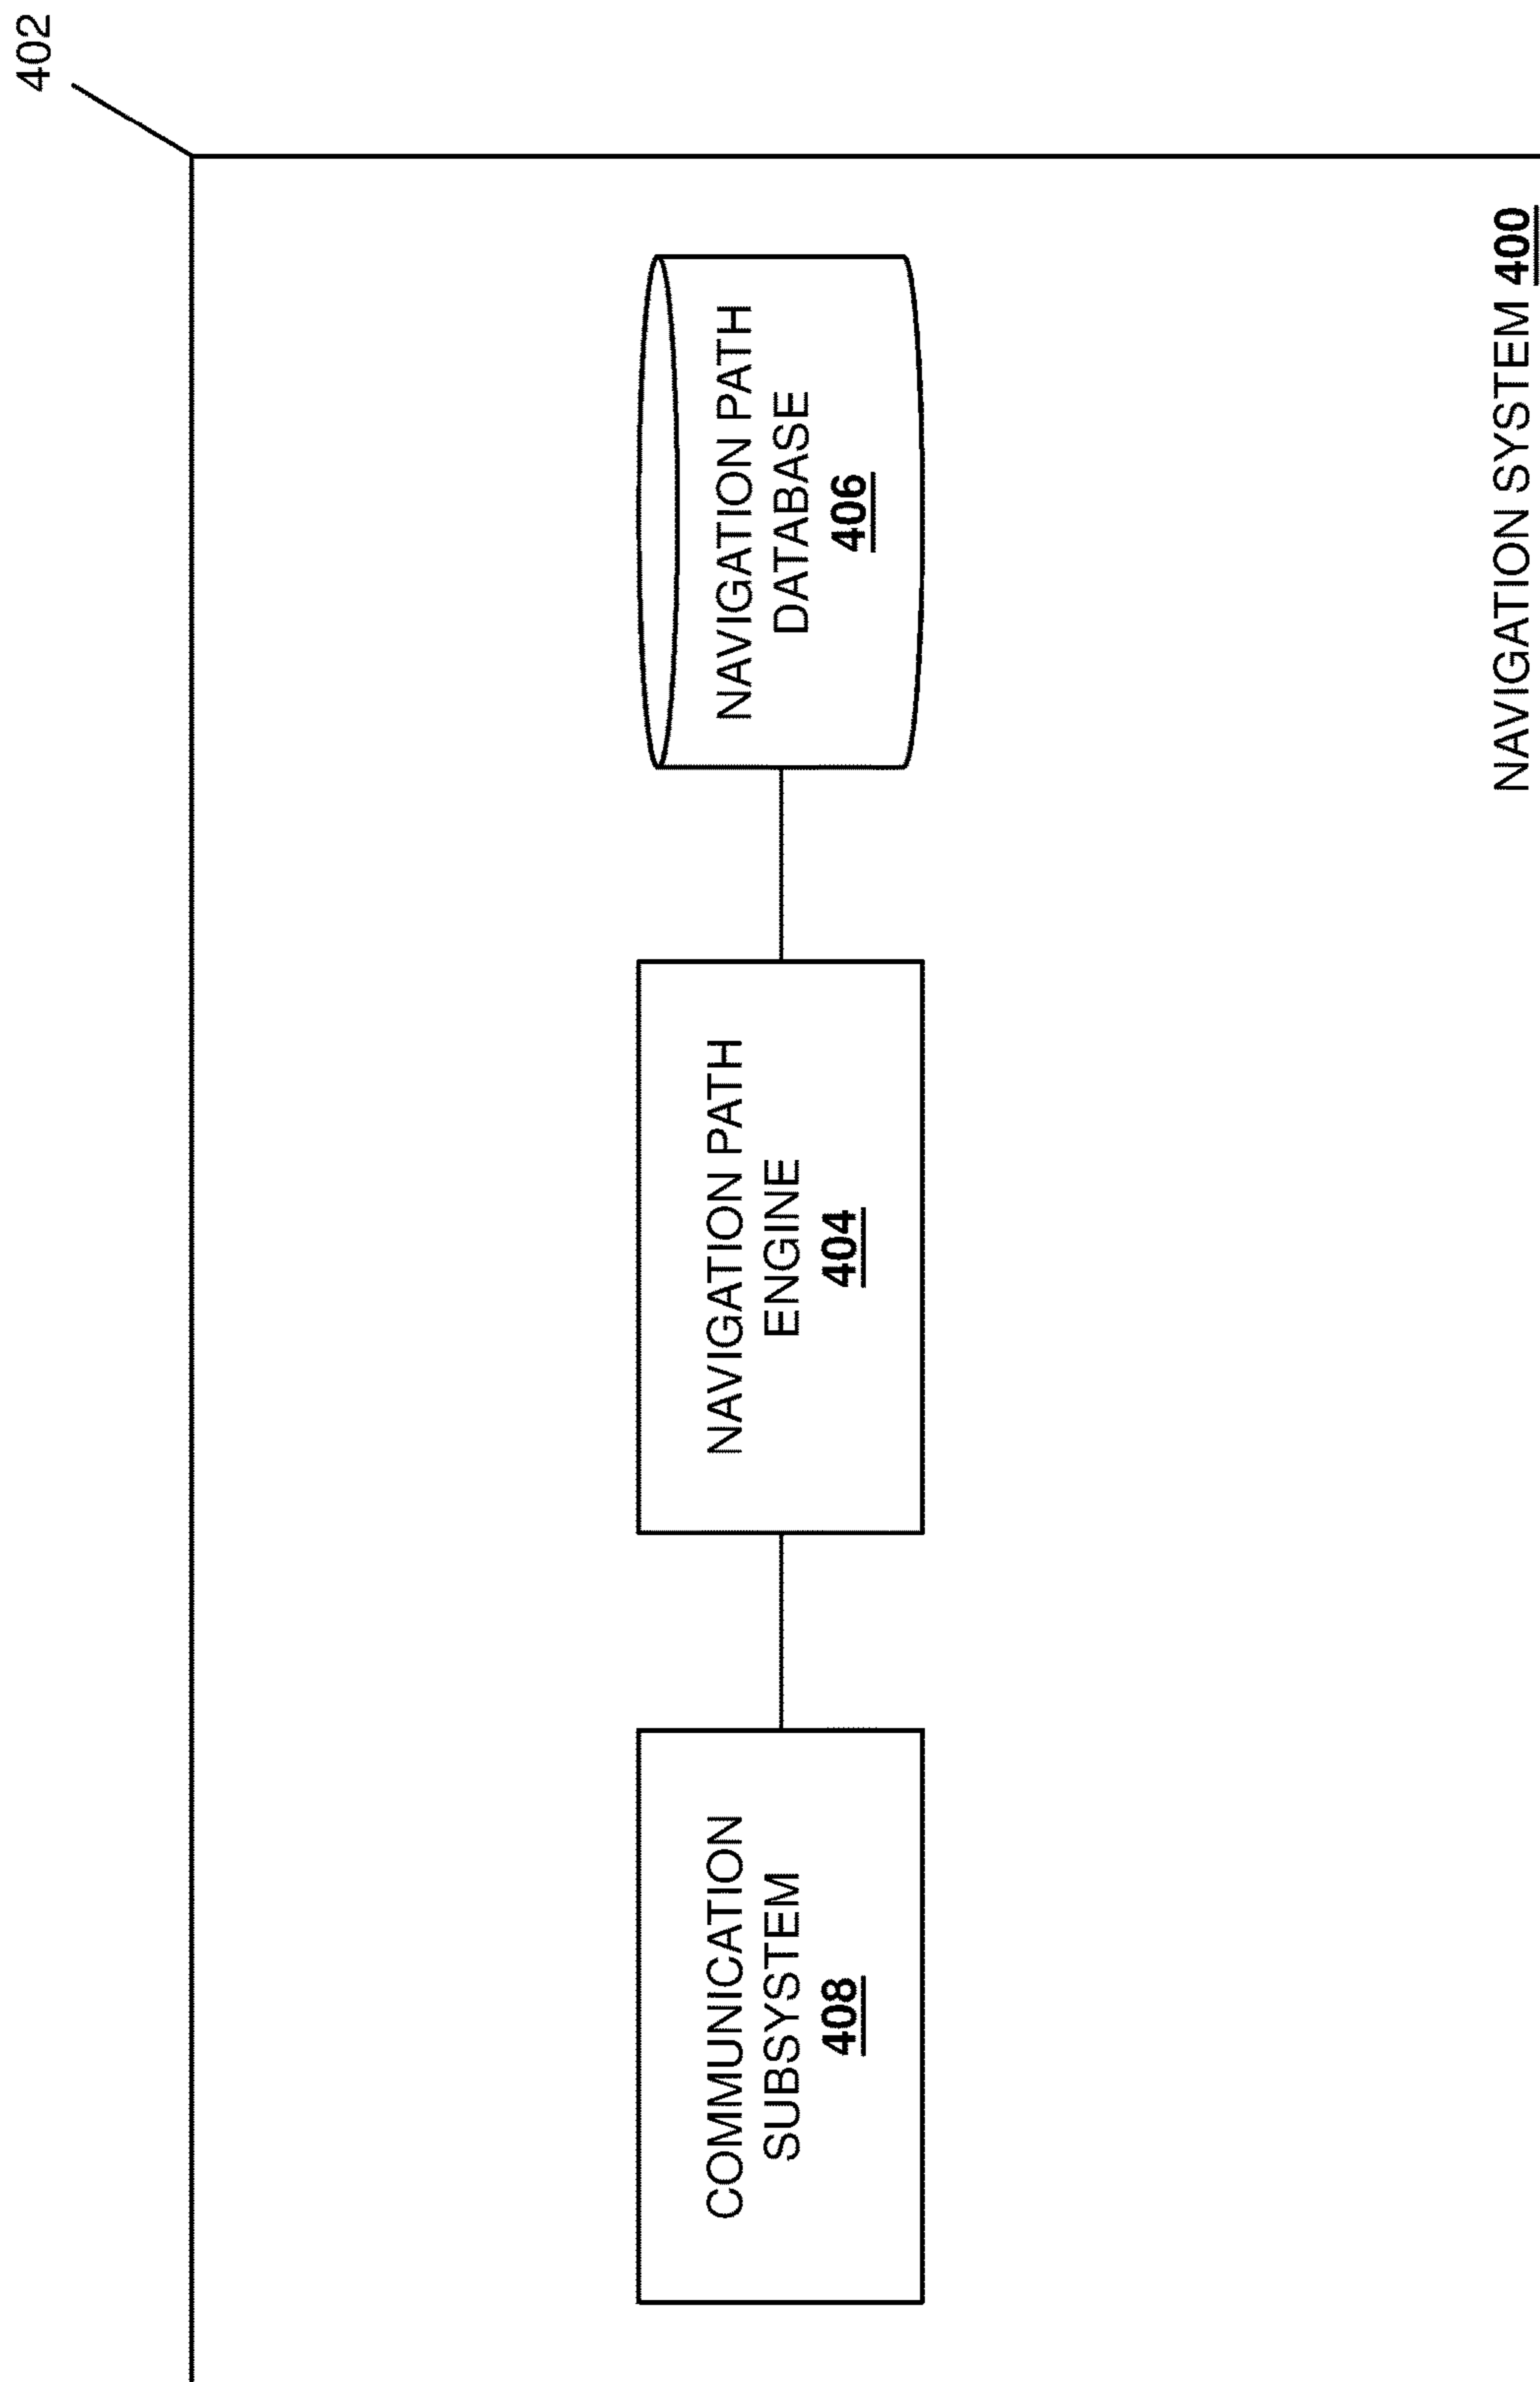 402
COMMUNICATION
SUBSYSTEM
408
NAVIGATION PATH
ENGINE
404
NAVIGATION PATH
DATABASE
406
NAVIGATION SYSTEM 400